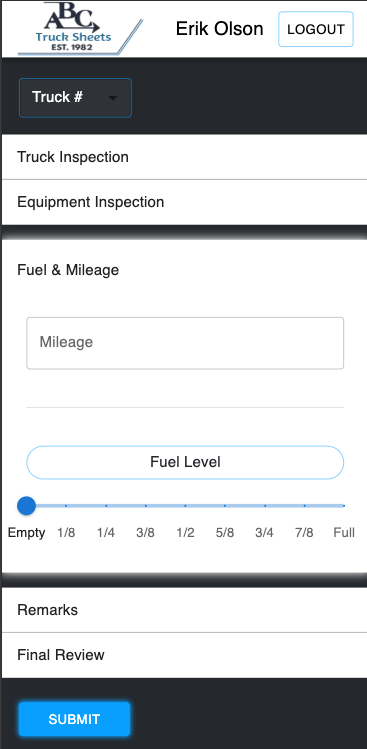 ABC
Truck Sheets
EST. 1982
Erik Olson
LOGOUT
Truck #
Truck Inspection
Equipment Inspection
Fuel & Mileage
Mileage
Fuel Level
Empty 1/8 1/4 3/8 1/2 5/8 3/4 7/8 Full
Remarks
Final Review
SUBMIT